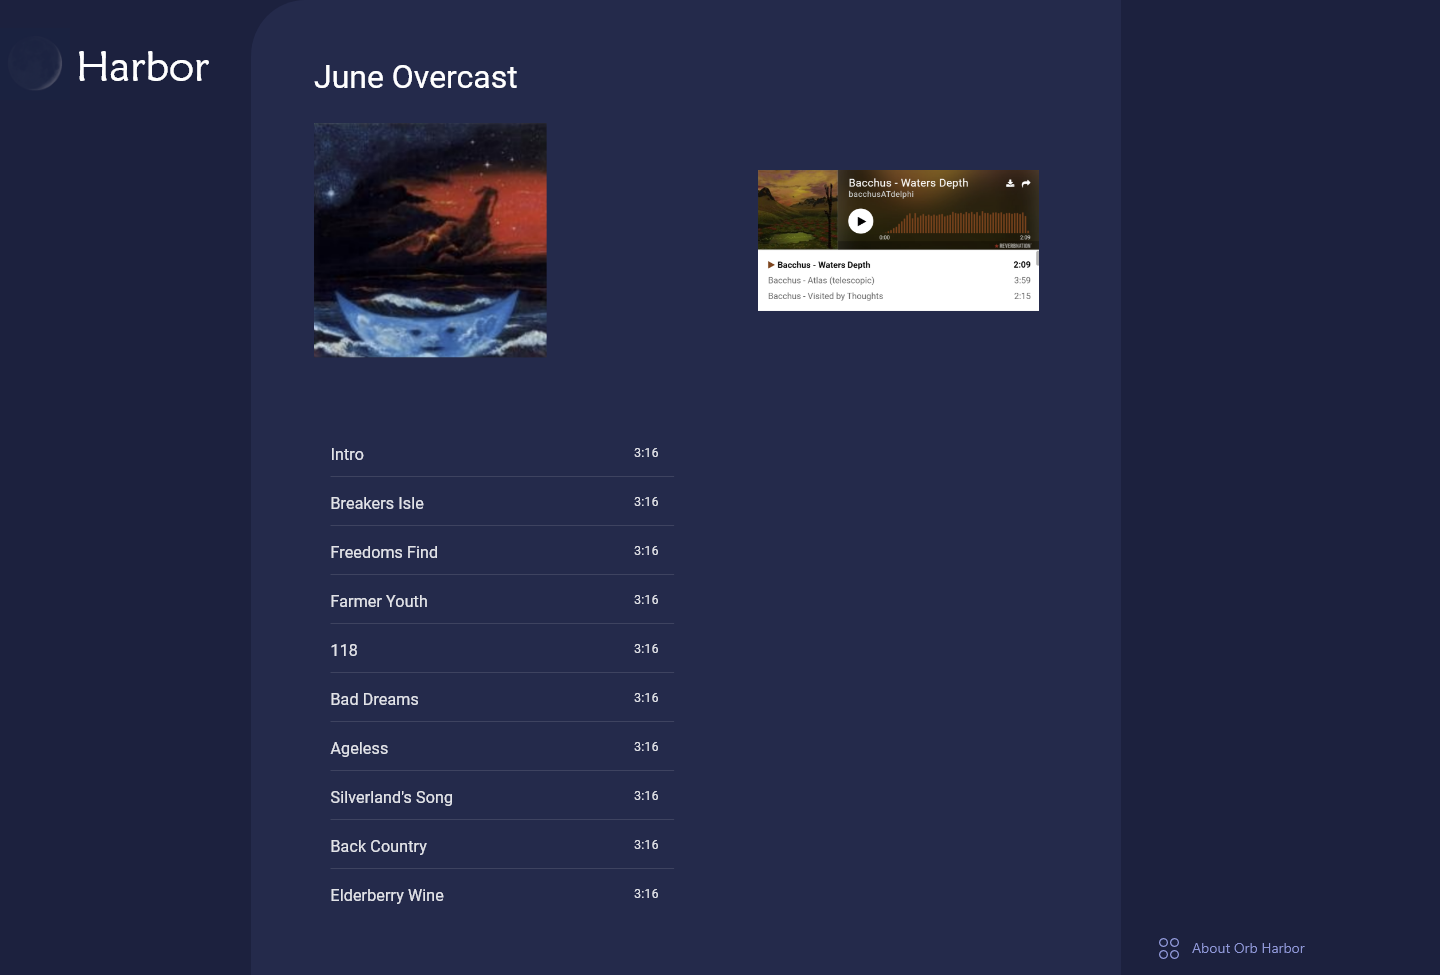 Harbor
June Overcast
Bacchus - Waters Depth
bacchusATdelphi
0:00
2:09
REVERBNATION
Bacchus - Waters Depth 2:09
Bacchus - Atlas (telescopic) 3:59
Bacchus - Visited by Thoughts 2:15
Intro 3:16
Breakers Isle 3:16
Freedoms Find 3:16
Farmer Youth 3:16
118 3:16
Bad Dreams 3:16
Ageless 3:16
Silverland's Song 3:16
Back Country 3:16
Elderberry Wine 3:16
About Orb Harbor